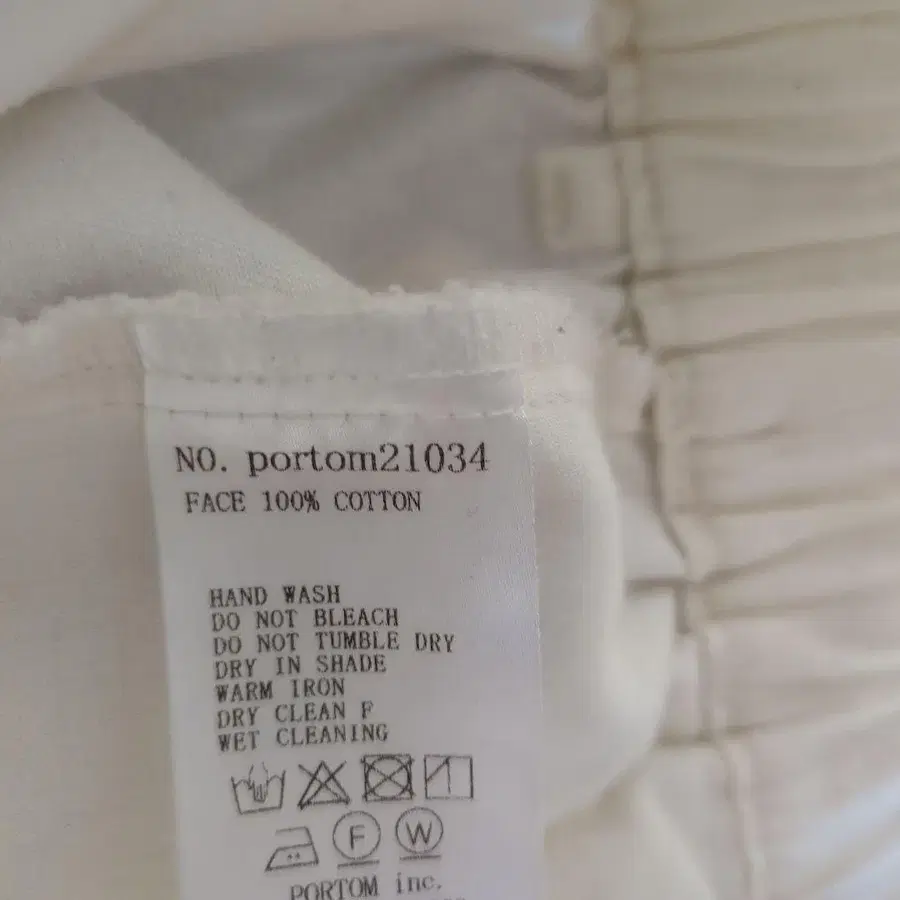 NO. portom21034
FACE 100% COTTON
HAND WASH
DO NOT BLEACH
DO NOT TUMBLE DRY
DRY IN SHADE
WARM IRON
DRY CLEAN F
WET CLEANING
F W
PORTOM inc.